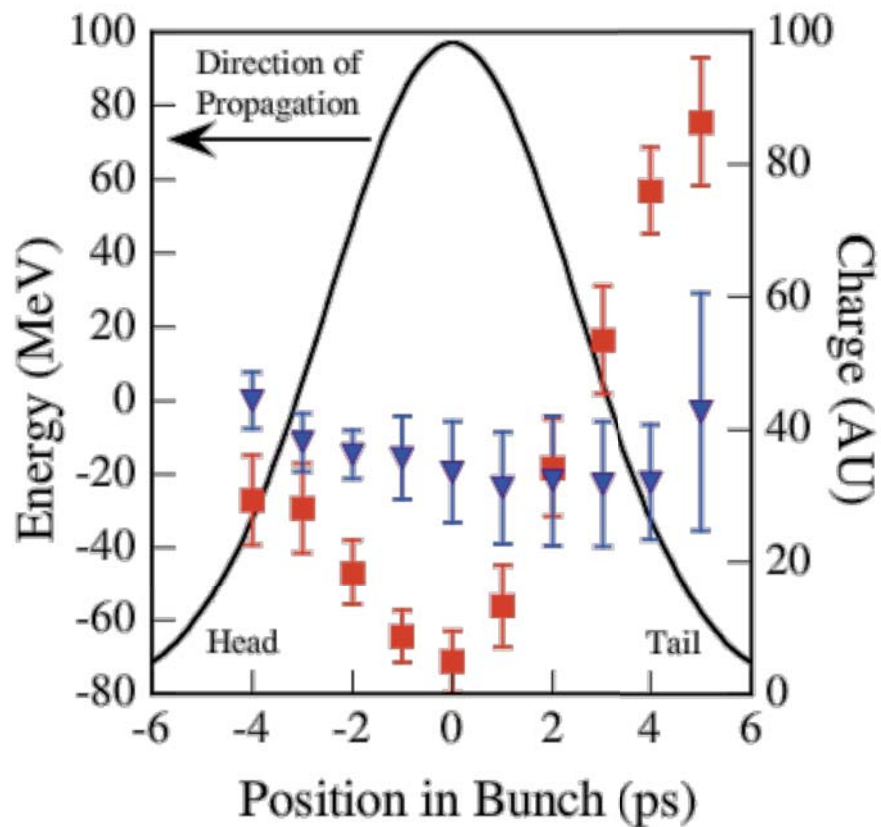 100
80
60
40
20
0
-20
-40
-60
-80
Energy (MeV)
Direction of
Propagation
Head
Tail
100
80
60
40
20
0
Charge (AU)
-6 -4 -2 0 2 4 6
Position in Bunch (ps)